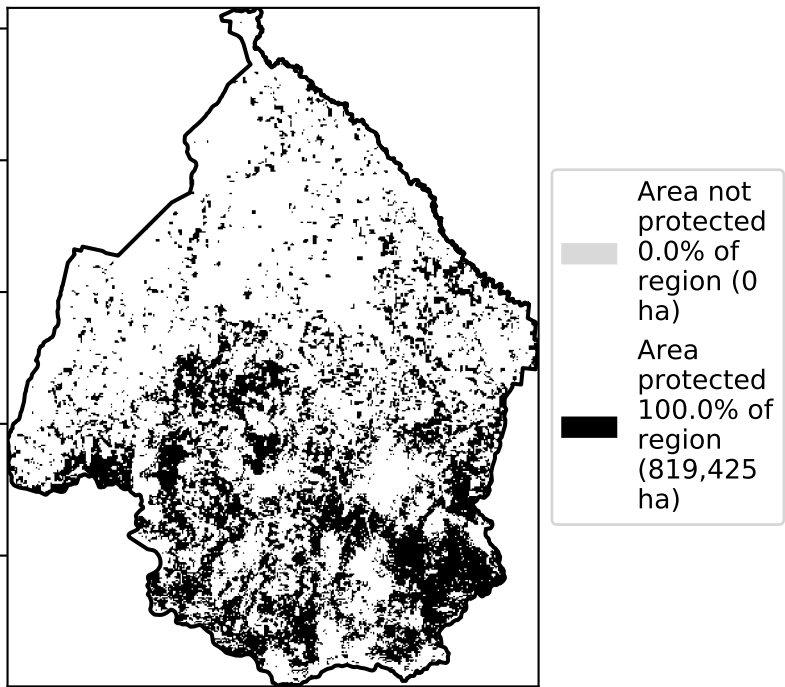 Area not
protected
0.0% of
region (0
ha)
Area
protected
100.0% of
region
(819,425
ha)